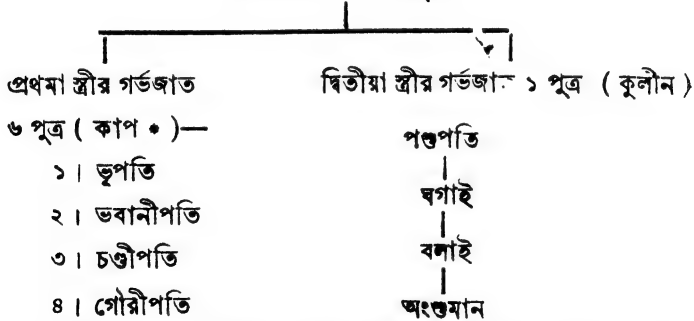 প্রথমা স্ত্রীর গর্ভজাত
৬ পুত্র ( কাপ * )—
১। ভূপতি
২। ভবানীপতি
৩। চণ্ডীপতি
৪। গৌরীপতি
দ্বিতীয়া স্ত্রীর গর্ভজাত ১ পুত্র ( কুলীন )
পশুপতি
ঘগাই
বলাই
অংশুমান